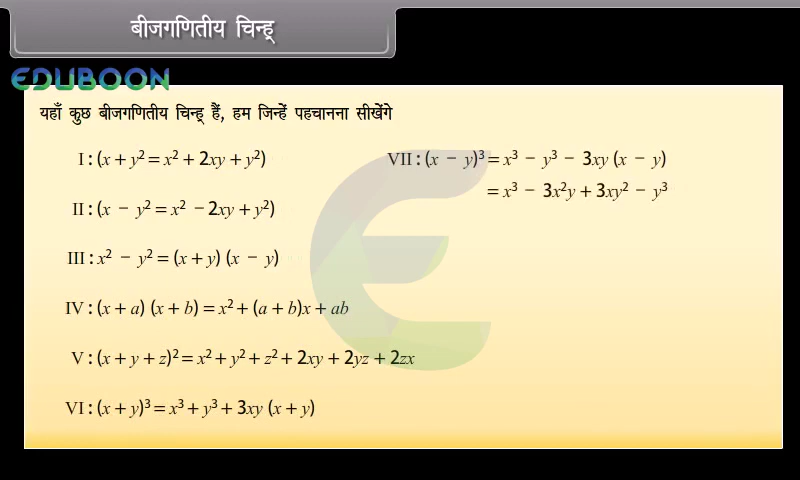 बीजगणितीय चिन्ह्
EDUBOON
यहाँ कुछ बीजगणितीय चिन्ह् हैं, हम जिन्हें पहचानना सीखेंगे
I : (x + y² = x² + 2xy + y²)
II : (x − y² = x² − 2xy + y²)
III : x² − y² = (x + y) (x − y)
IV : (x + a) (x + b) = x² + (a + b)x + ab
V : (x + y + z)² = x² + y² + z² + 2xy + 2yz + 2zx
VI : (x + y)³ = x³ + y³ + 3xy (x + y)
VII : (x − y)³ = x³ − y³ − 3xy (x − y)
= x³ − 3x²y + 3xy² − y³